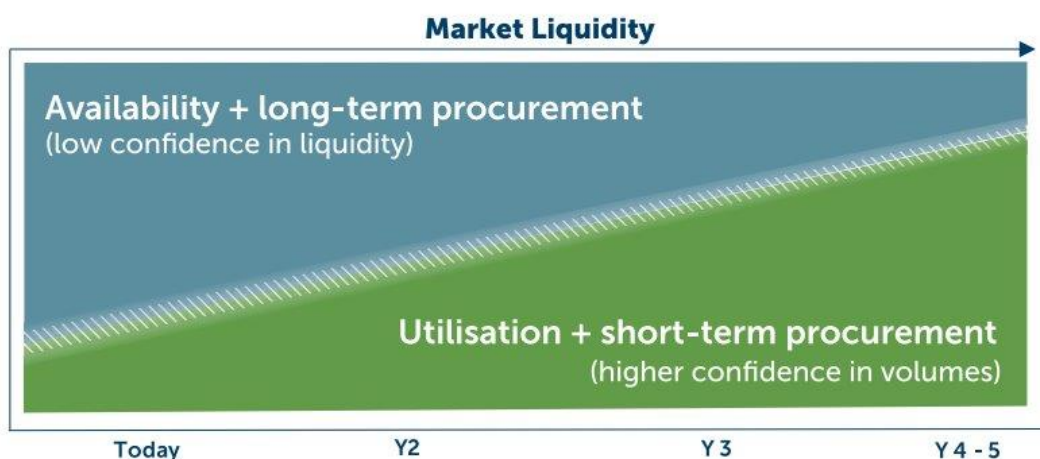 Market Liquidity
Availability + long-term procurement
(low confidence in liquidity)
Utilisation + short-term procurement
(higher confidence in volumes)
Today Y2 Y 3 Y 4 - 5